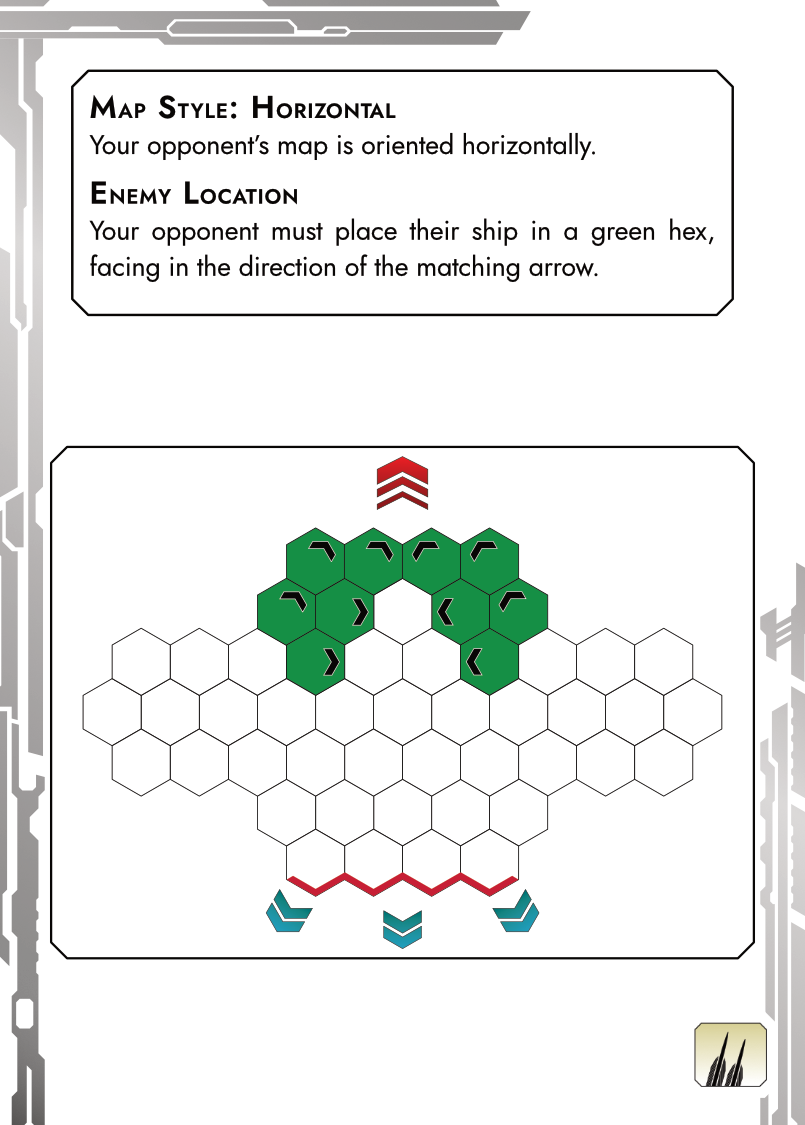 Map Style: Horizontal
Your opponent's map is oriented horizontally.
Enemy Location
Your opponent must place their ship in a green hex,
facing in the direction of the matching arrow.